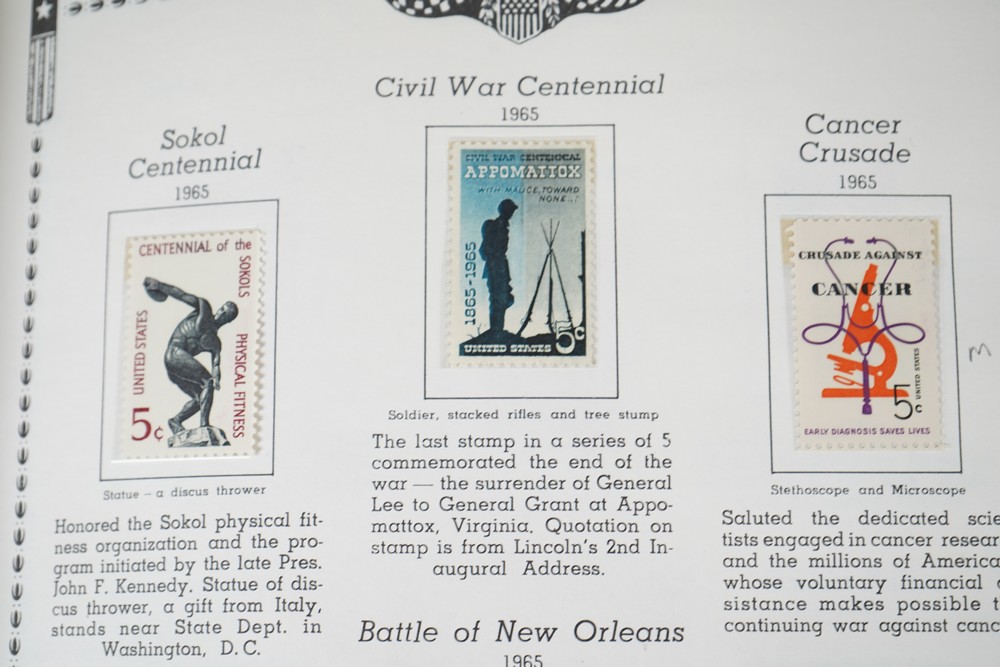 Sokol
Centennial
1965
CENTENNIAL of the
SOKOLS
PHYSICAL FITNESS
UNITED STATES
5¢
Statue – a discus thrower
Honored the Sokol physical fit-
ness organization and the pro-
gram initiated by the late Pres.
John F. Kennedy. Statue of dis-
cus thrower, a gift from Italy,
stands near State Dept. in
Washington, D.C.
Civil War Centennial
1965
CIVIL WAR CENTENNIAL
APPOMATTOX
WITH MALICE TOWARD
NONE..."
1865-1965
5c
UNITED STATES
Soldier, stacked rifles and tree stump
The last stamp in a series of 5
commemorated the end of the
war — the surrender of General
Lee to General Grant at Appo-
mattox, Virginia. Quotation on
stamp is from Lincoln's 2nd In-
augural Address.
Battle of New Orleans
1965
Cancer
Crusade
1965
CRUSADE AGAINST
CANCER
5c
UNITED STATES
EARLY DIAGNOSIS SAVES LIVES
M
Stethoscope and Microscope
Saluted the dedicated scie
tists engaged in cancer resear
and the millions of America
whose voluntary financial
sistance makes possible t
continuing war against canc